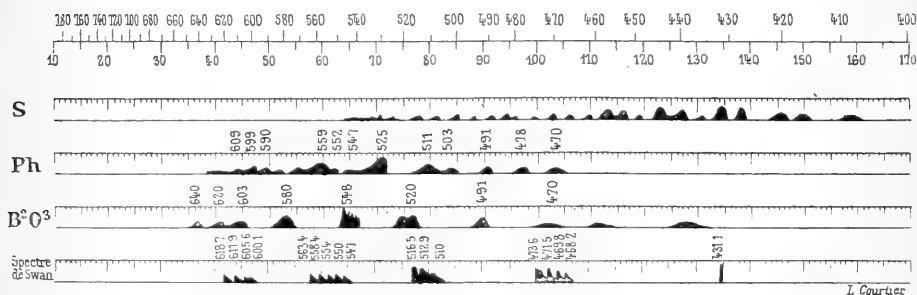 780 760 740 720 700 680 660 640 620 600 580 560 540 520 500 490 480 470 460 450 440 430 420 410 400
10 20 30 40 50 60 70 80 90 100 110 120 130 140 150 160 170
S
609 599 590 559 552 547 525 511 503 491 478 470
Ph
640 620 603 580 548 520 491 470
B²O³
618.7 611.9 605.6 600.1 563.4 558.4 554 550 547 516.5 512.9 510 473.6 471.5 469.8 468.2 431.1
Spectre
de Swan
L Courtier